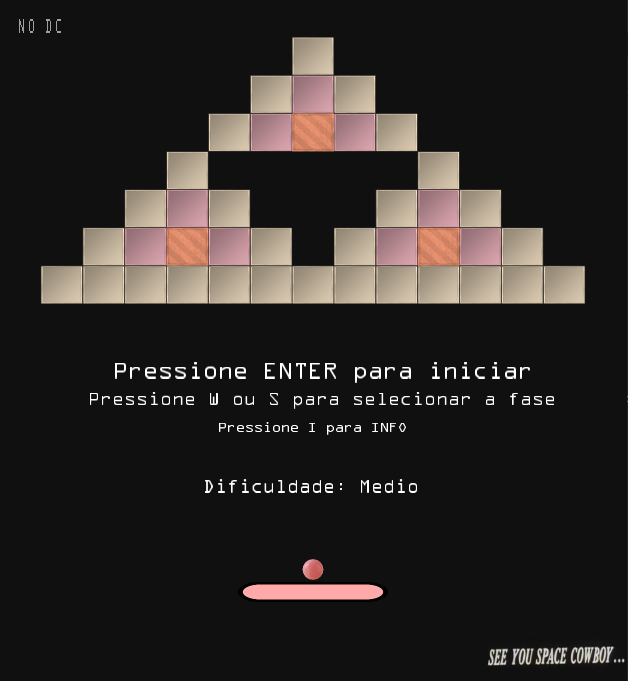 NO DC
Pressione ENTER para iniciar
Pressione W ou S para selecionar a fase
Pressione I para INFO
Dificuldade: Medio
SEE YOU SPACE COWBOY...